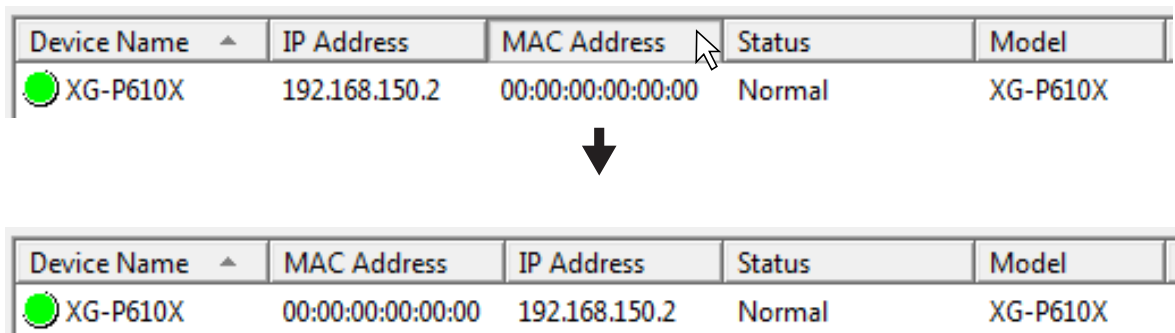 Device Name IP Address MAC Address Status Model
XG-P610X 192.168.150.2 00:00:00:00:00:00 Normal XG-P610X
Device Name MAC Address IP Address Status Model
XG-P610X 00:00:00:00:00:00 192.168.150.2 Normal XG-P610X